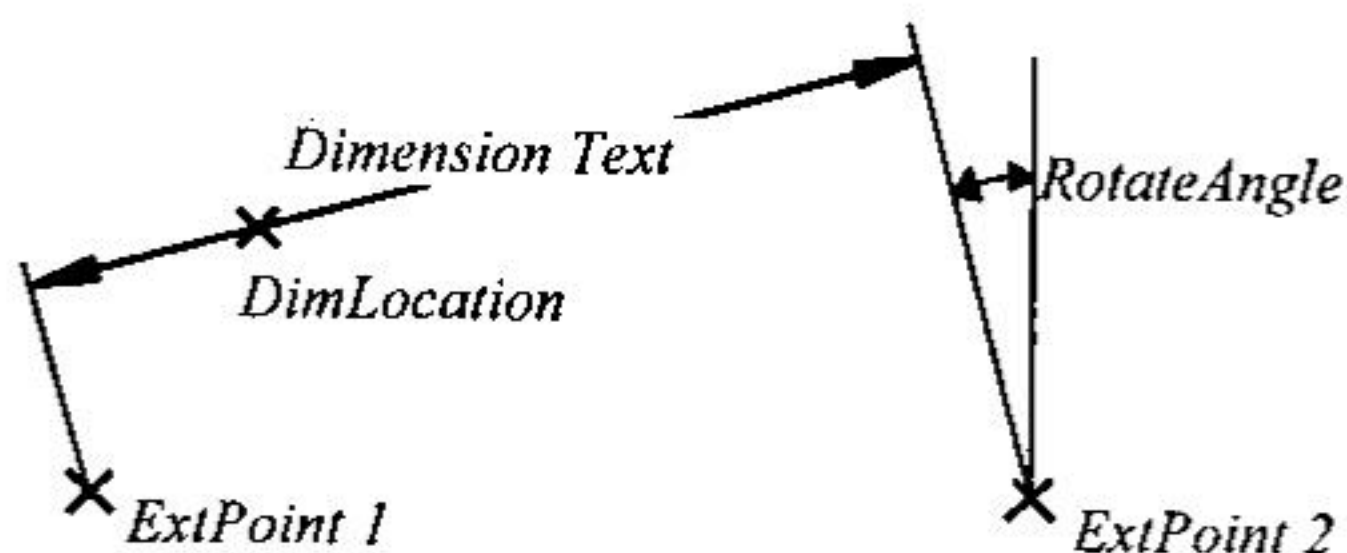 Dimension Text
RotateAngle
DimLocation
ExtPoint 1
ExtPoint 2